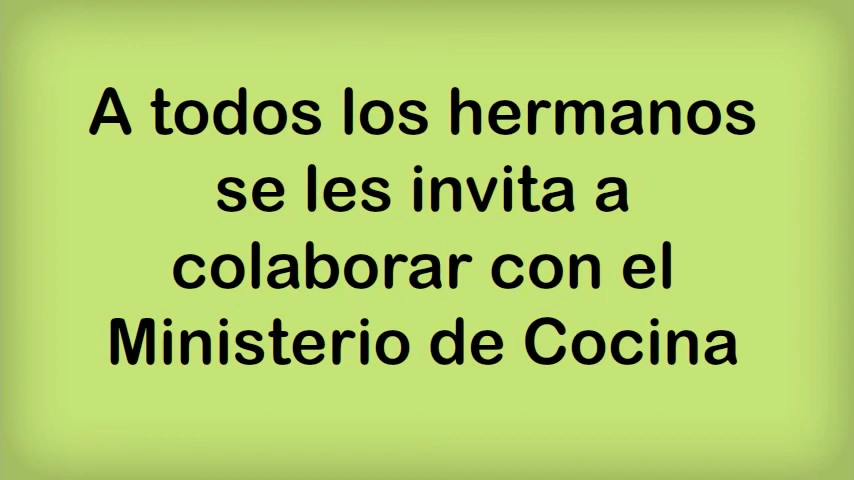 A todos los hermanos
se les invita a
colaborar con el
Ministerio de Cocina